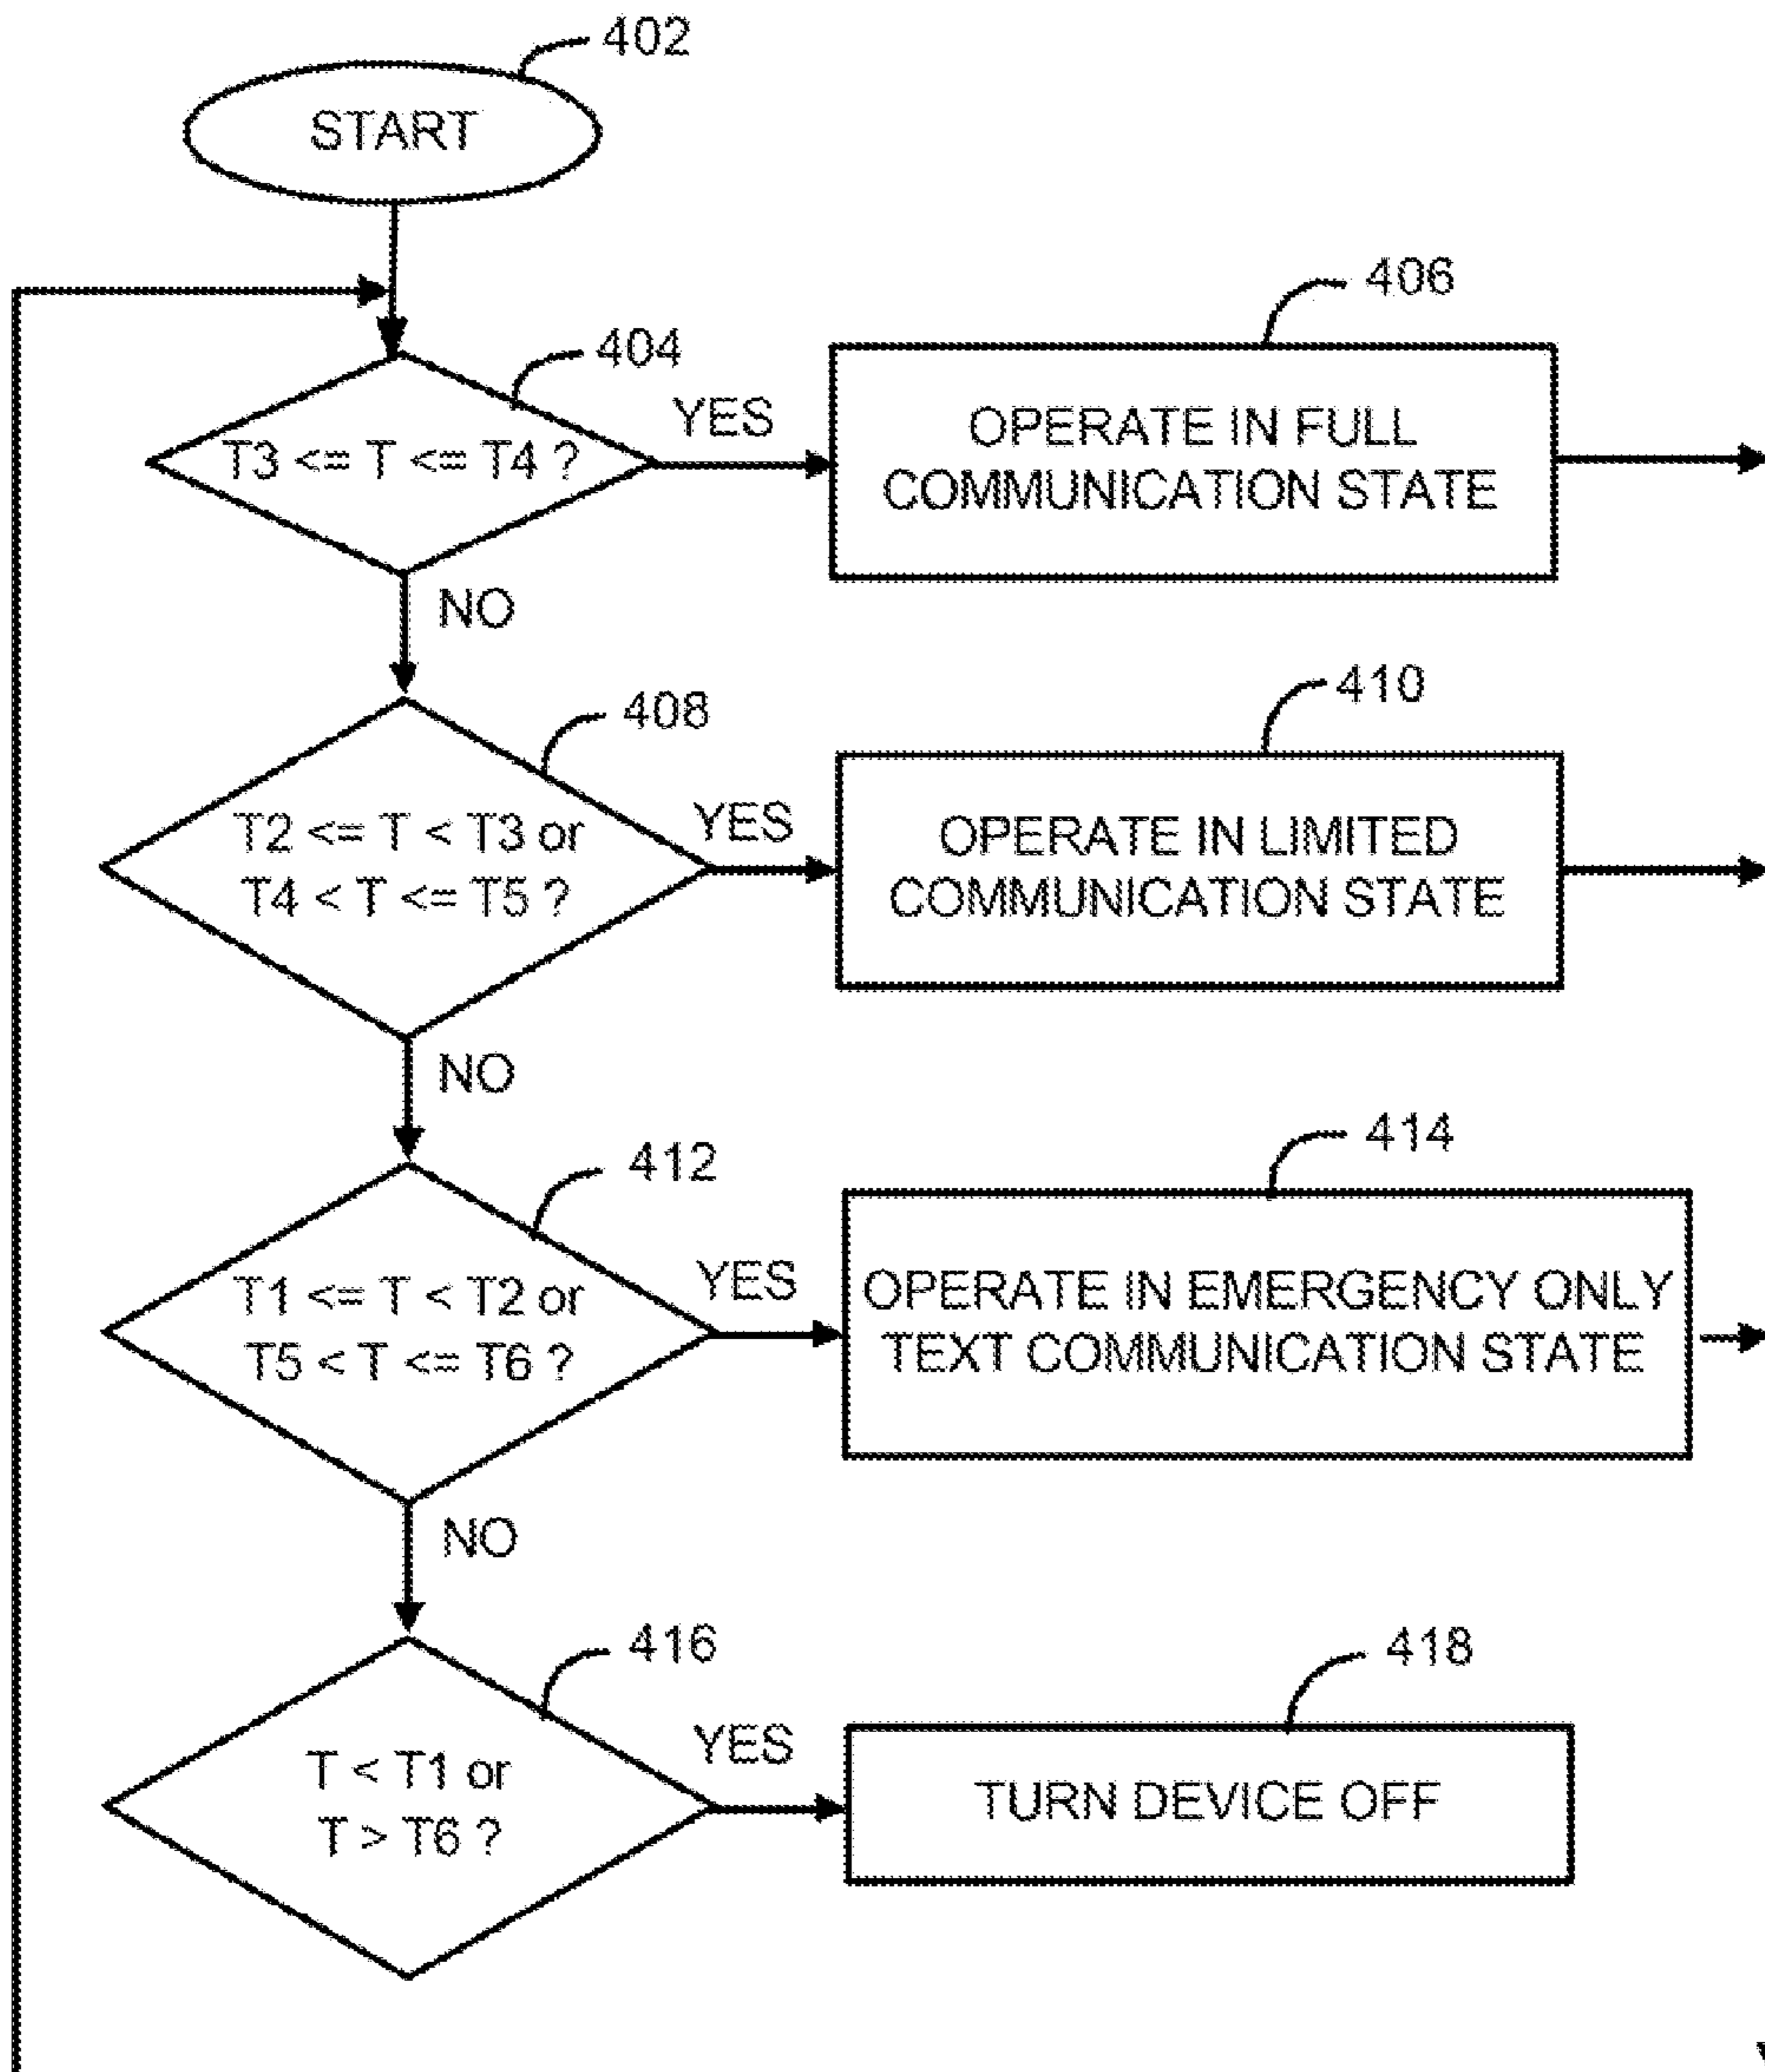 402
START
406
404
YES
T3 <= T <= T4 ?
OPERATE IN FULL
COMMUNICATION STATE
NO
408
410
YES
T2 <= T < T3 or
T4 < T <= T5 ?
OPERATE IN LIMITED
COMMUNICATION STATE
NO
412
414
YES
T1 <= T < T2 or
T5 < T <= T6 ?
OPERATE IN EMERGENCY ONLY
TEXT COMMUNICATION STATE
NO
416
418
YES
T < T1 or
T > T6 ?
TURN DEVICE OFF